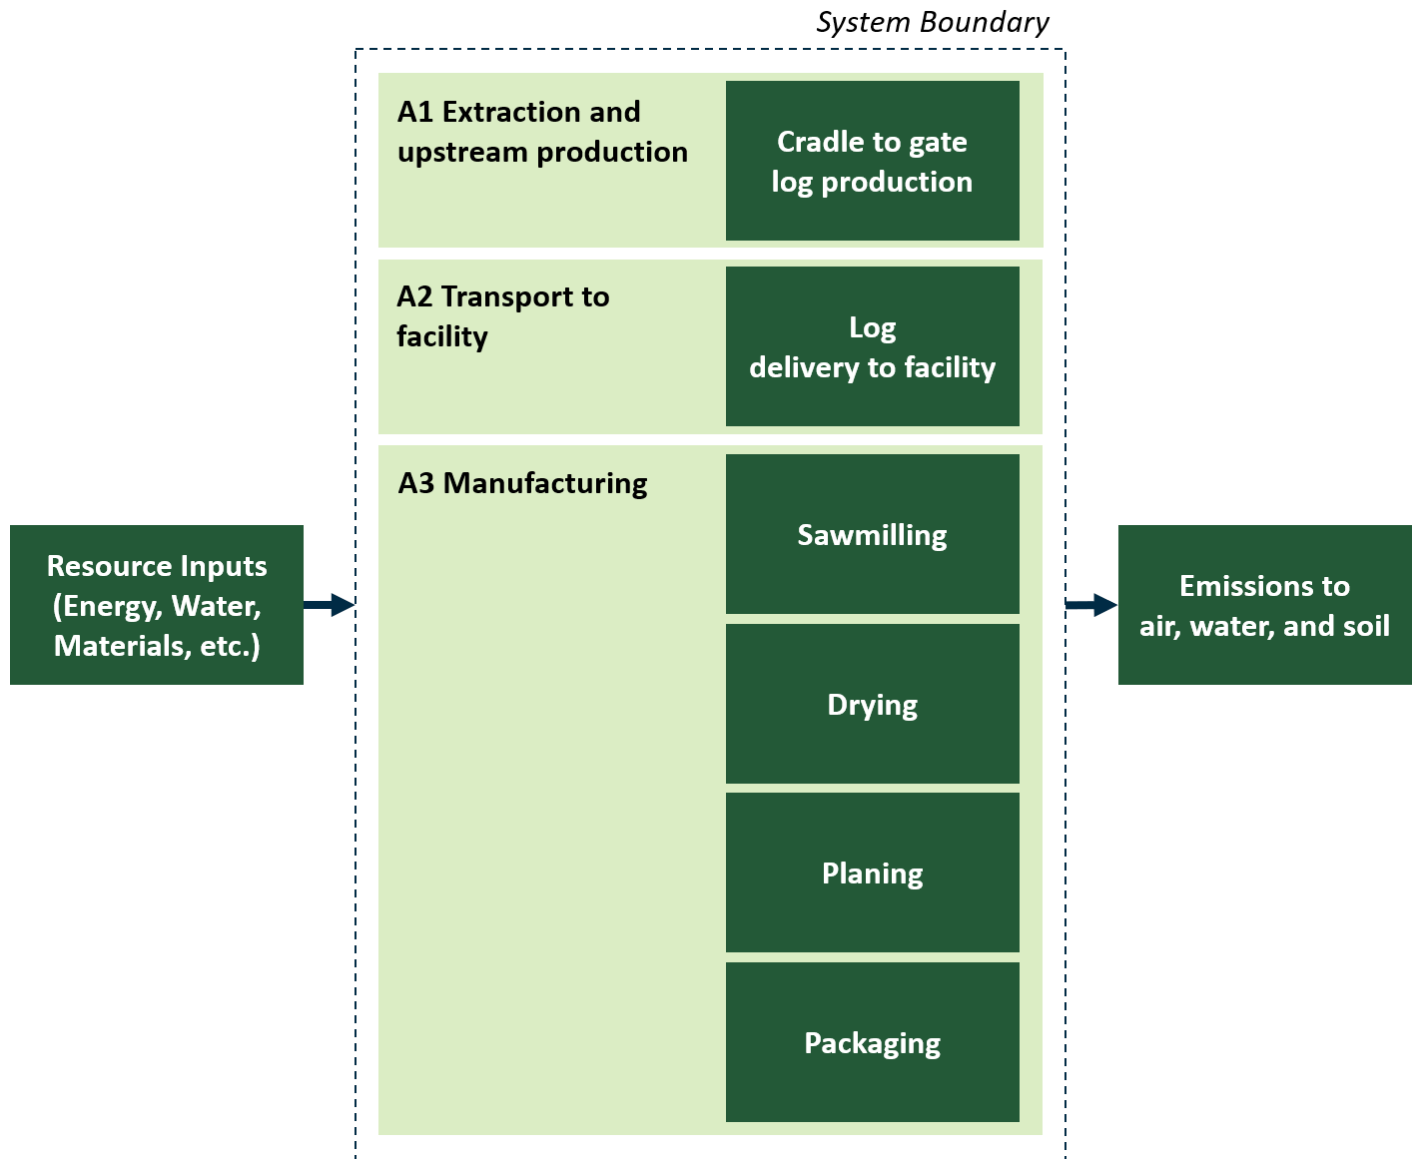 System Boundary
A1 Extraction and
upstream production
Cradle to gate
log production
A2 Transport to
facility
Log
delivery to facility
A3 Manufacturing
Sawmilling
Drying
Planing
Packaging
Resource Inputs
(Energy, Water,
Materials, etc.)
Emissions to
air, water, and soil